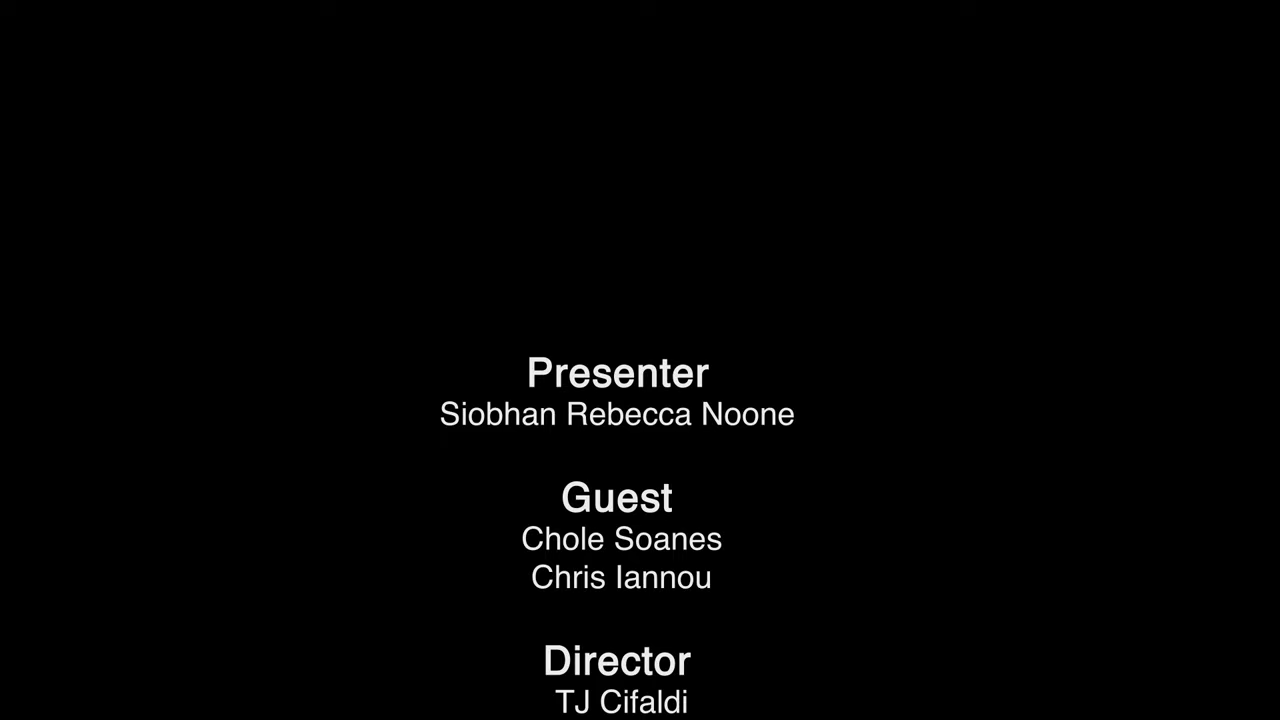 Presenter
Siobhan Rebecca Noone
Guest
Chole Soanes
Chris Iannou
Director
TJ Cifaldi